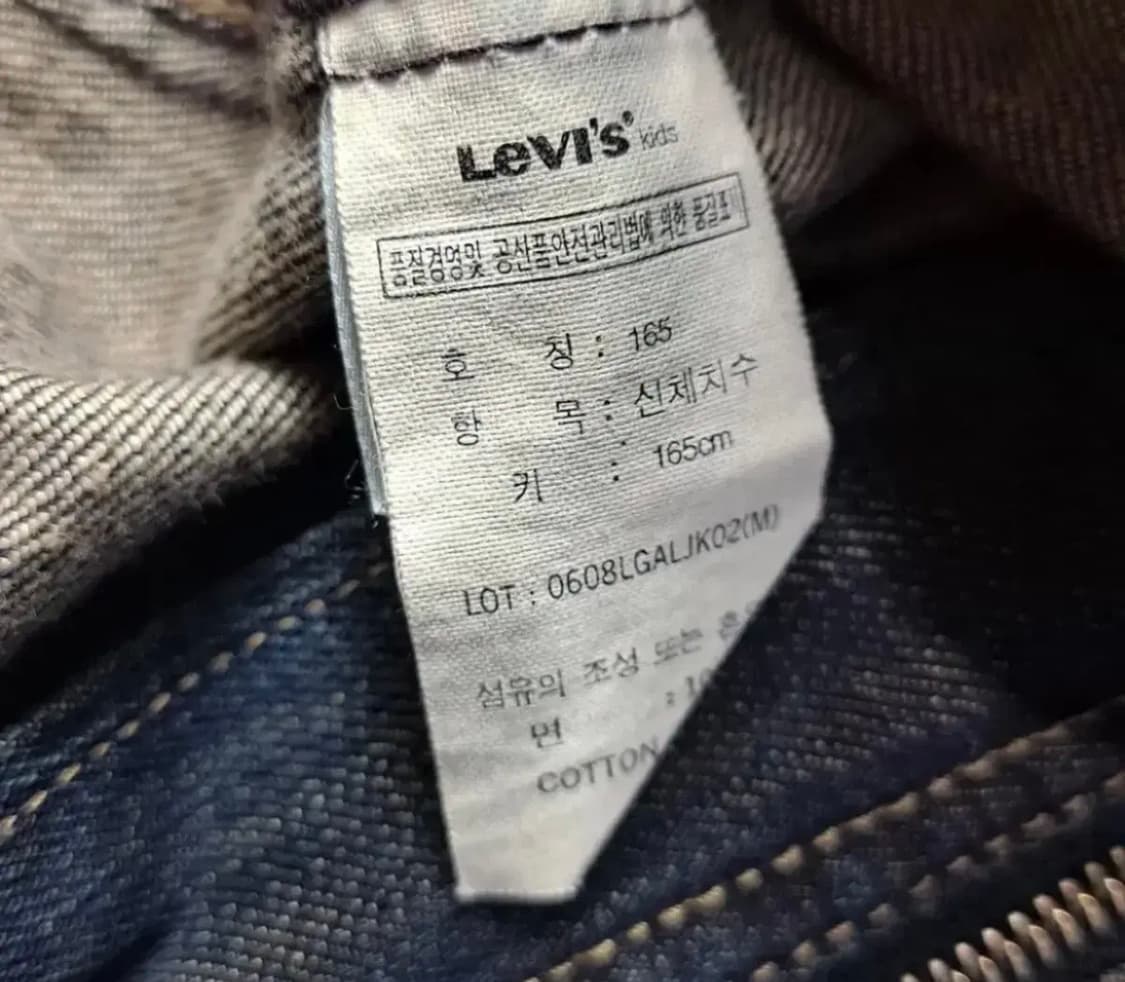 Levi's kids
품질경영및 공산품안전관리법에 의한 품질표
호 칭 : 165
항 목 : 신체치수
키 : 165cm
LOT : 0608LGALJK02(M)
섬유의 조성 또는
면 :
COTTON